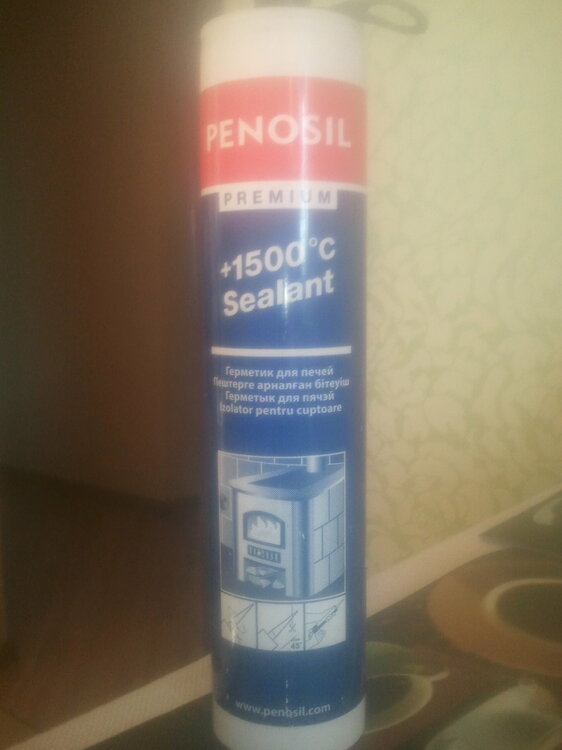 PENOSIL
PREMIUM
+1500°C
Sealant
Герметик для печей
Пештерге арналған бітеуіш
Герметык для пячэй
Izolator pentru cuptoare
45°
www.penosil.com